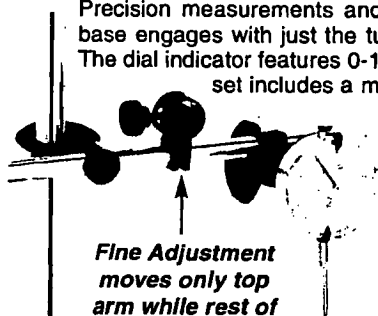 Precision measurements and
base engages with just the
The dial indicator features 0-1
set includes a
Fine Adjustment
moves only top
arm while rest of